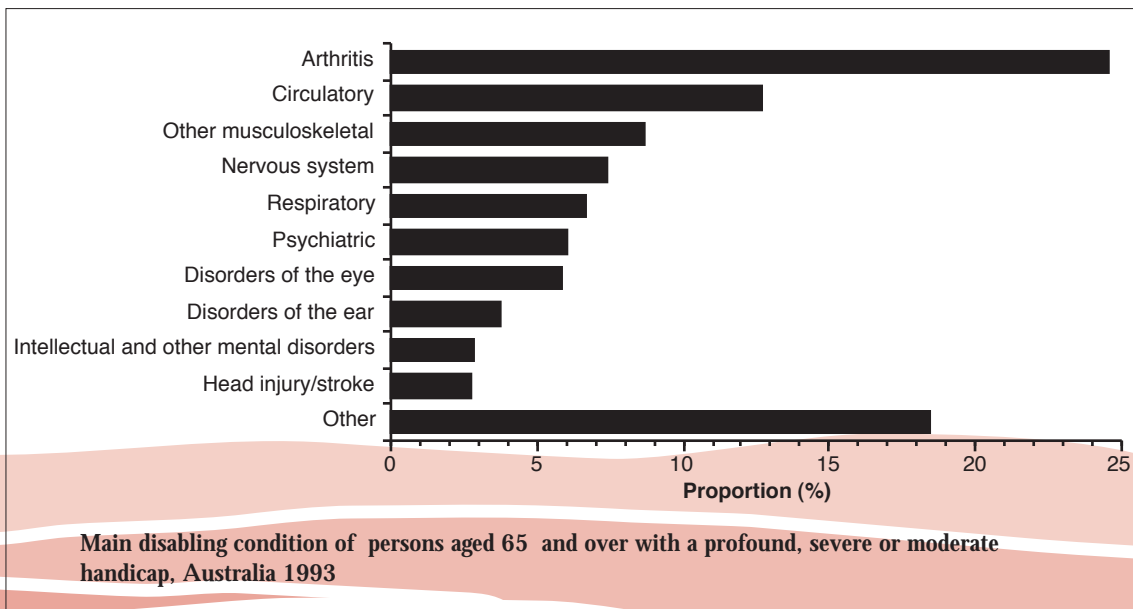 Arthritis
Circulatory
Other musculoskeletal
Nervous system
Respiratory
Psychiatric
Disorders of the eye
Disorders of the ear
Intellectual and other mental disorders
Head injury/stroke
Other
0 5 10 15 20 25
Proportion (%)
Main disabling condition of persons aged 65 and over with a profound, severe or moderate
handicap, Australia 1993